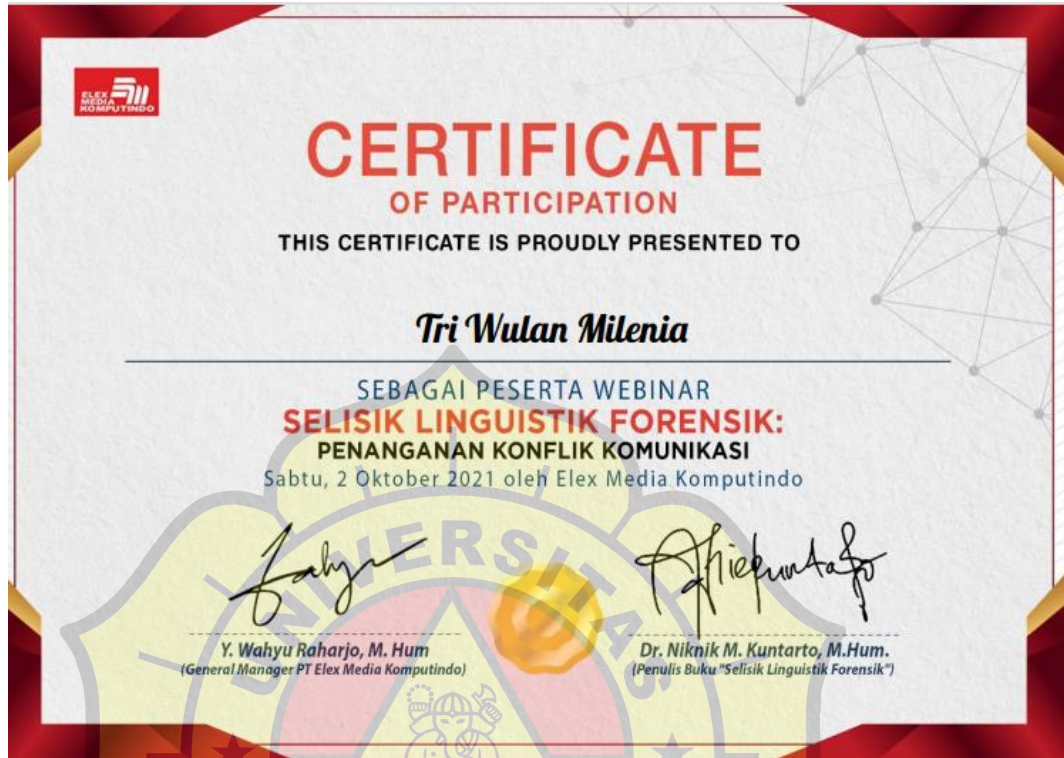 ELEX
MEDIA
KOMPUTINDO
CERTIFICATE
OF PARTICIPATION
THIS CERTIFICATE IS PROUDLY PRESENTED TO
Tri Wulan Milenia
SEBAGAI PESERTA WEBINAR
SELISIK LINGUISTIK FORENSIK:
PENANGANAN KONFLIK KOMUNIKASI
Sabtu, 2 Oktober 2021 oleh Elex Media Komputindo
UNIVERSITAS
Y. Wahyu Raharjo, M. Hum
(General Manager PT Elex Media Komputindo)
Dr. Niknik M. Kuntarto, M.Hum.
(Penulis Buku "Selisik Linguistik Forensik")